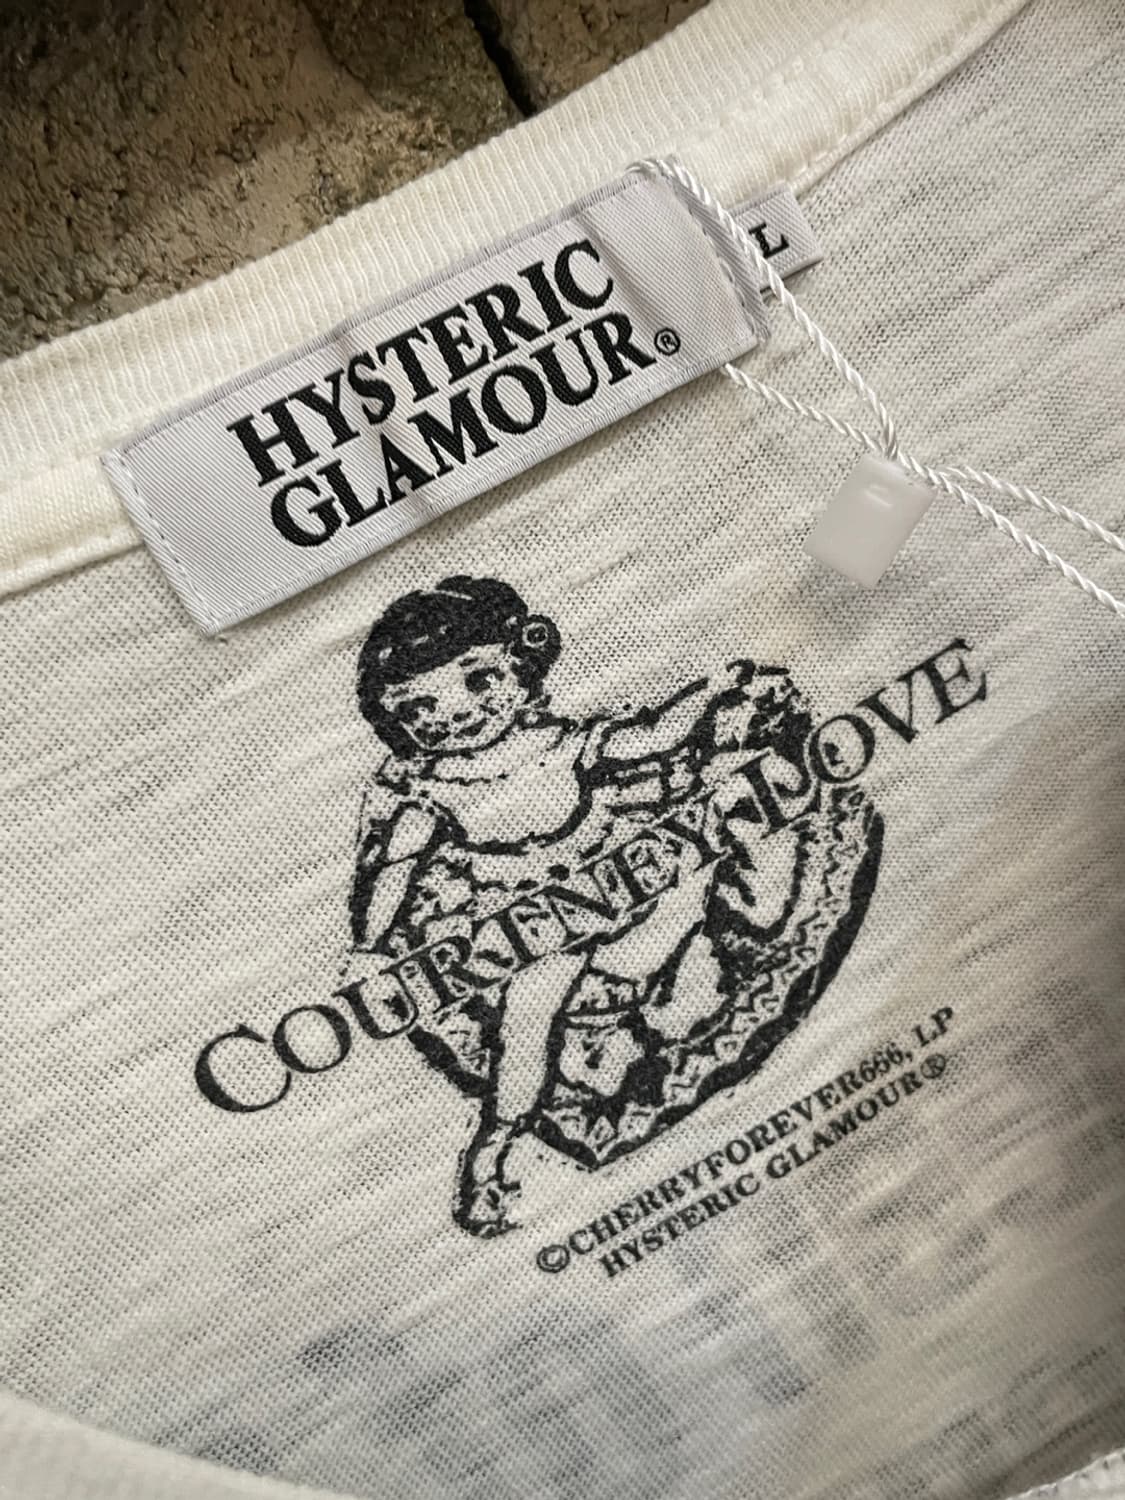 HYSTERIC
GLAMOUR®
L
COURTNEY LOVE
©CHERRYFOREVER666, LP
HYSTERIC GLAMOUR®